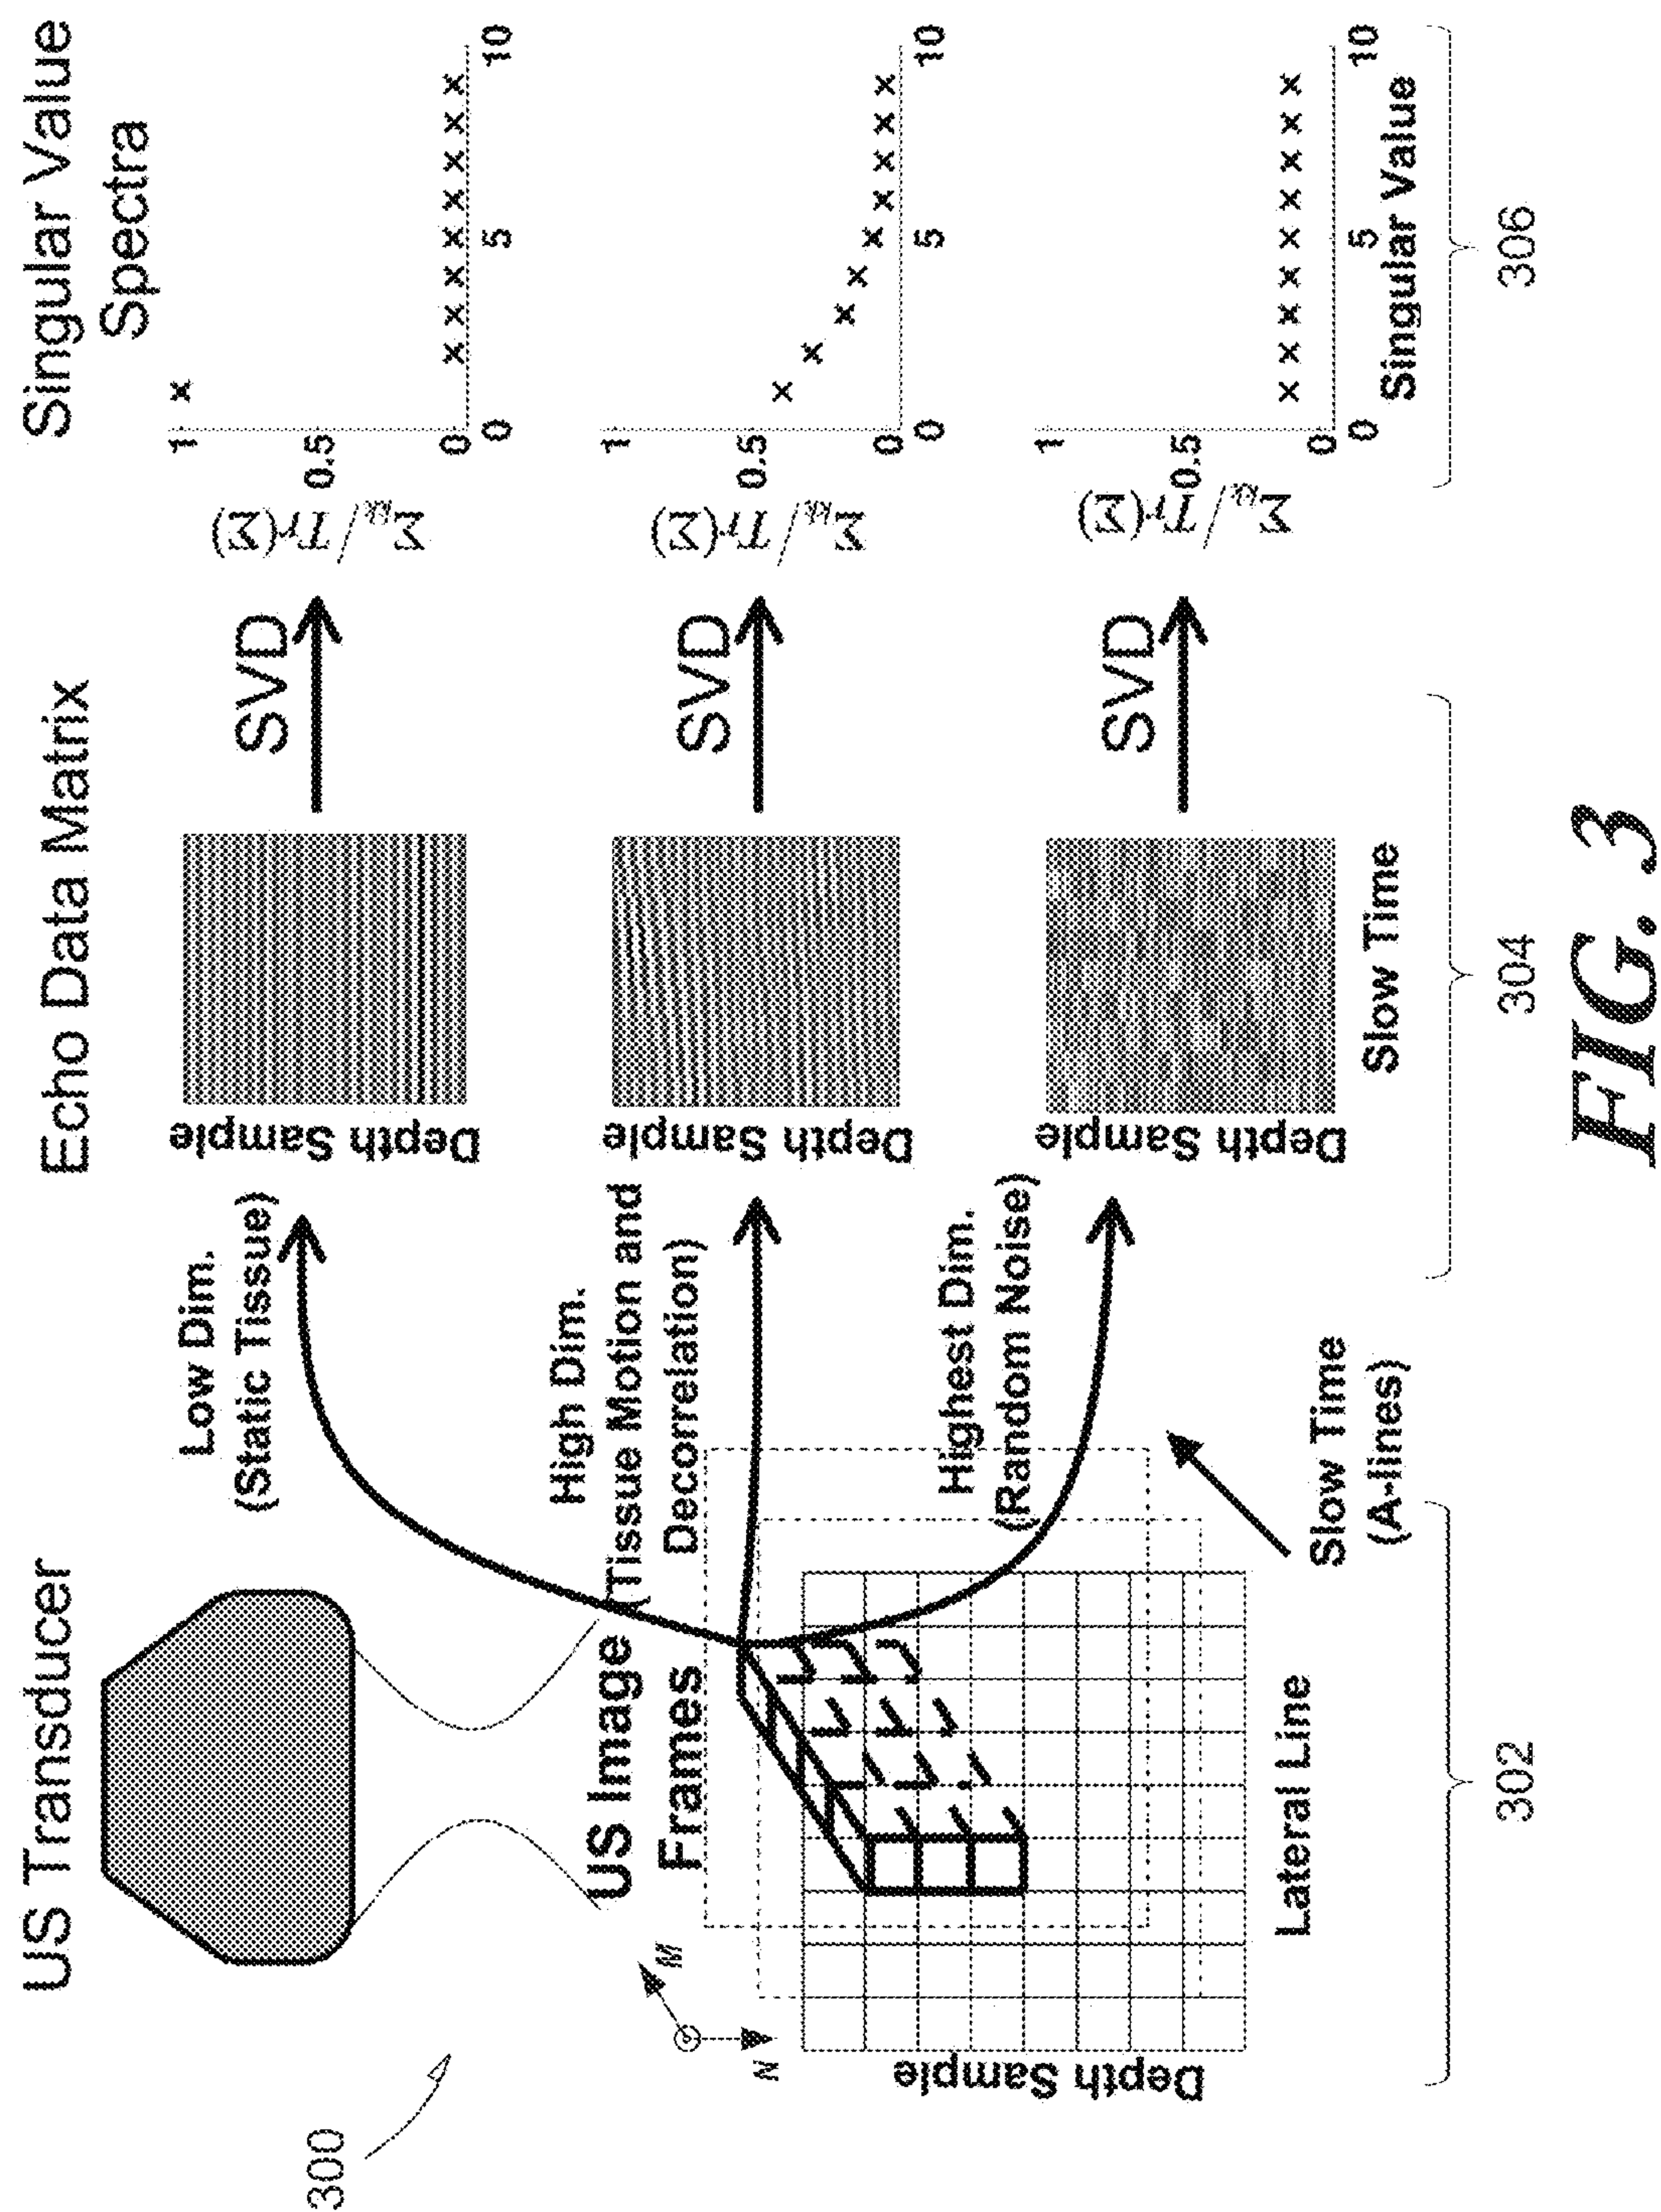 US Transducer
Echo Data Matrix
Singular Value
Spectra
300
Low Dim.
(Static Tissue)
Depth Sample
SVD
Σkk/Tr(Σ)
1
0.5
0
0
5
10
US Image
Frames
M
N
High Dim.
(Tissue Motion and
Decorrelation)
Depth Sample
SVD
Σkk/Tr(Σ)
1
0.5
0
0
5
10
Depth Sample
Lateral Line
Highest Dim.
(Random Noise)
Slow Time
(A-lines)
Depth Sample
Slow Time
SVD
Σkk/Tr(Σ)
1
0.5
0
0
5
10
Singular Value
302
304
306
FIG. 3